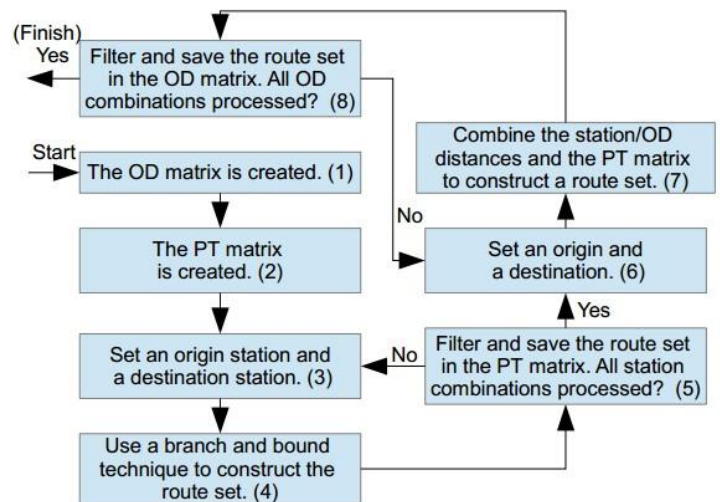 (Finish)
Yes
Filter and save the route set
in the OD matrix. All OD
combinations processed? (8)
Start
The OD matrix is created. (1)
The PT matrix
is created. (2)
Set an origin station and
a destination station. (3)
Use a branch and bound
technique to construct the
route set. (4)
Combine the station/OD
distances and the PT matrix
to construct a route set. (7)
No
Set an origin and
a destination. (6)
Yes
No
Filter and save the route set
in the PT matrix. All station
combinations processed? (5)